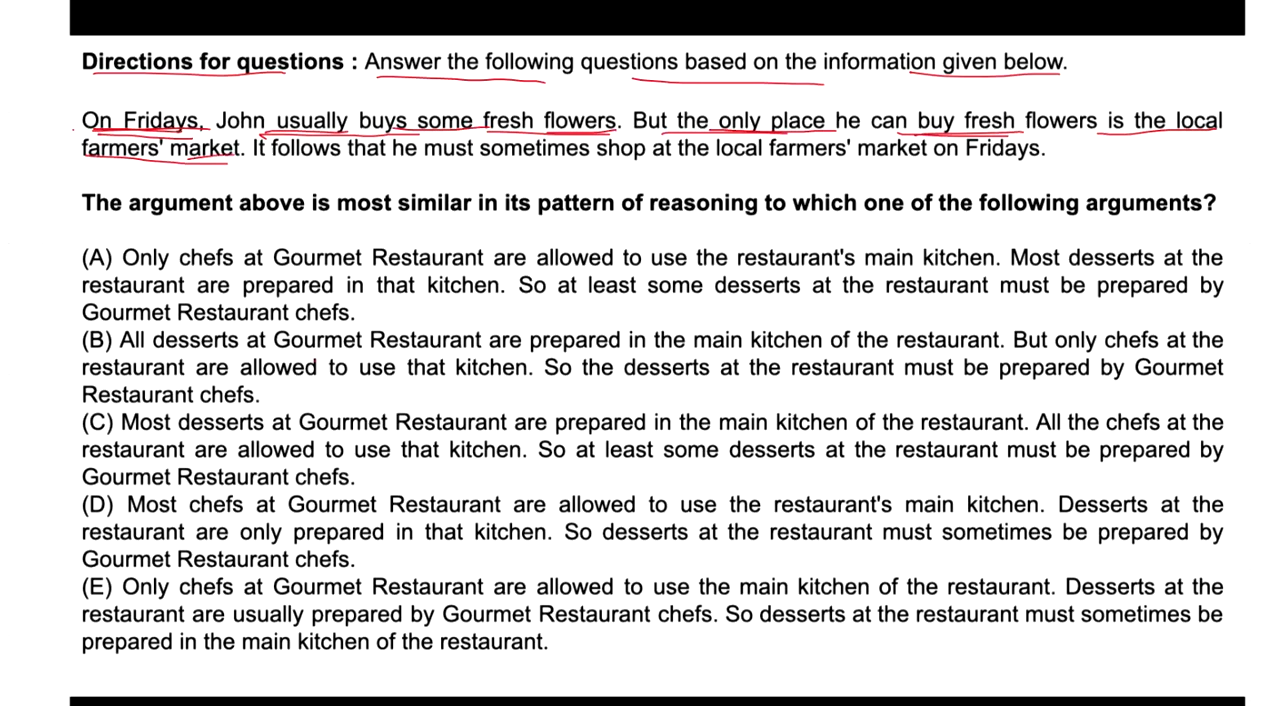 Directions for questions : Answer the following questions based on the information given below.
On Fridays, John usually buys some fresh flowers. But the only place he can buy fresh flowers is the local
farmers' market. It follows that he must sometimes shop at the local farmers' market on Fridays.
The argument above is most similar in its pattern of reasoning to which one of the following arguments?
(A) Only chefs at Gourmet Restaurant are allowed to use the restaurant's main kitchen. Most desserts at the
restaurant are prepared in that kitchen. So at least some desserts at the restaurant must be prepared by
Gourmet Restaurant chefs.
(B) All desserts at Gourmet Restaurant are prepared in the main kitchen of the restaurant. But only chefs at the
restaurant are allowed to use that kitchen. So the desserts at the restaurant must be prepared by Gourmet
Restaurant chefs.
(C) Most desserts at Gourmet Restaurant are prepared in the main kitchen of the restaurant. All the chefs at the
restaurant are allowed to use that kitchen. So at least some desserts at the restaurant must be prepared by
Gourmet Restaurant chefs.
(D) Most chefs at Gourmet Restaurant are allowed to use the restaurant's main kitchen. Desserts at the
restaurant are only prepared in that kitchen. So desserts at the restaurant must sometimes be prepared by
Gourmet Restaurant chefs.
(E) Only chefs at Gourmet Restaurant are allowed to use the main kitchen of the restaurant. Desserts at the
restaurant are usually prepared by Gourmet Restaurant chefs. So desserts at the restaurant must sometimes be
prepared in the main kitchen of the restaurant.